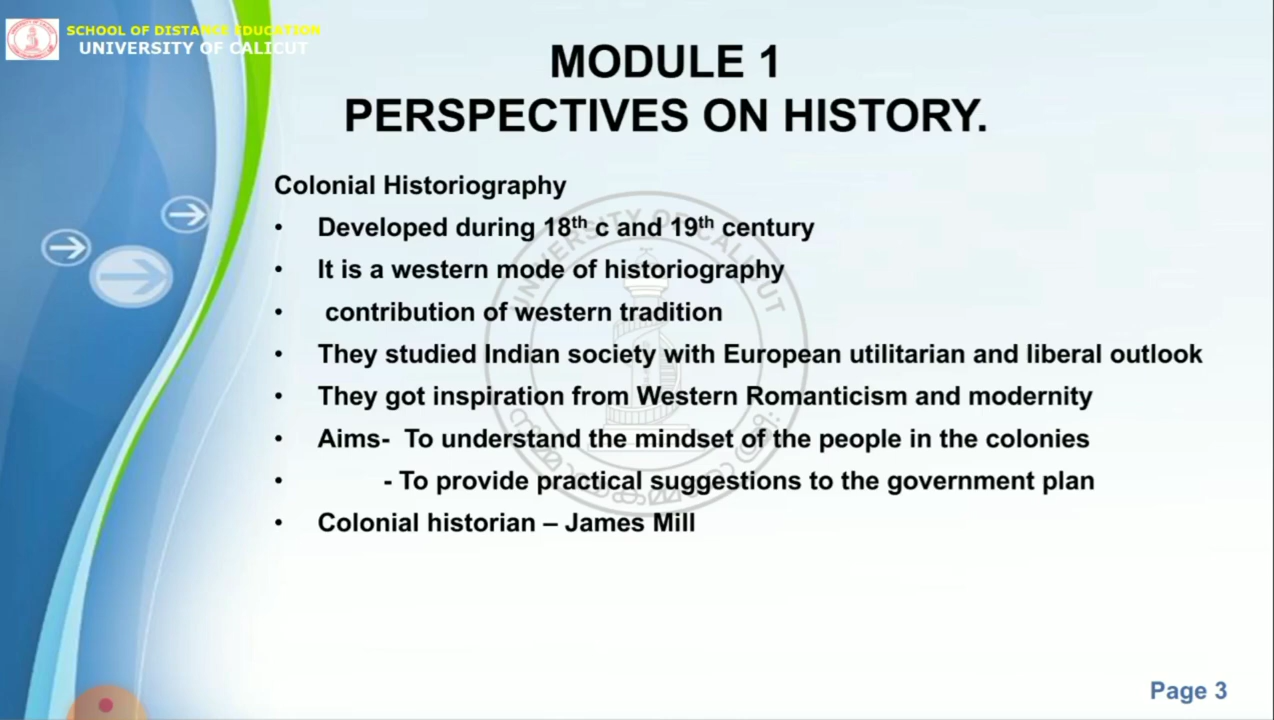 SCHOOL OF DISTANCE EDUCATION
UNIVERSITY OF CALICUT
MODULE 1
PERSPECTIVES ON HISTORY.
Colonial Historiography
• Developed during 18th c and 19th century
• It is a western mode of historiography
• contribution of western tradition
• They studied Indian society with European utilitarian and liberal outlook
• They got inspiration from Western Romanticism and modernity
• Aims- To understand the mindset of the people in the colonies
• - To provide practical suggestions to the government plan
• Colonial historian – James Mill
UNIVERSITY OF CALICUT
Page 3